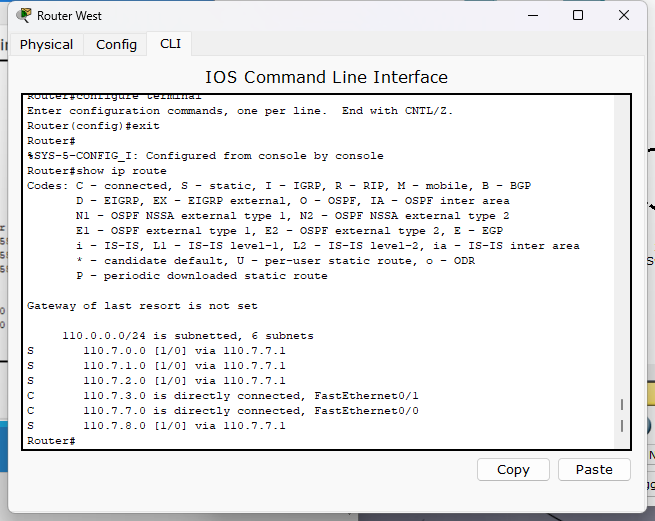 Router West
Physical
Config
CLI
IOS Command Line Interface
Router#configure terminal
Enter configuration commands, one per line.  End with CNTL/Z.
Router(config)#exit
Router#
%SYS-5-CONFIG_I: Configured from console by console
Router#show ip route
Codes: C - connected, S - static, I - IGRP, R - RIP, M - mobile, B - BGP
       D - EIGRP, EX - EIGRP external, O - OSPF, IA - OSPF inter area
       N1 - OSPF NSSA external type 1, N2 - OSPF NSSA external type 2
       E1 - OSPF external type 1, E2 - OSPF external type 2, E - EGP
       i - IS-IS, L1 - IS-IS level-1, L2 - IS-IS level-2, ia - IS-IS inter area
       * - candidate default, U - per-user static route, o - ODR
       P - periodic downloaded static route
Gateway of last resort is not set
     110.0.0.0/24 is subnetted, 6 subnets
S       110.7.0.0 [1/0] via 110.7.7.1
S       110.7.1.0 [1/0] via 110.7.7.1
S       110.7.2.0 [1/0] via 110.7.7.1
C       110.7.3.0 is directly connected, FastEthernet0/1
C       110.7.7.0 is directly connected, FastEthernet0/0
S       110.7.8.0 [1/0] via 110.7.7.1
Router#
Copy
Paste